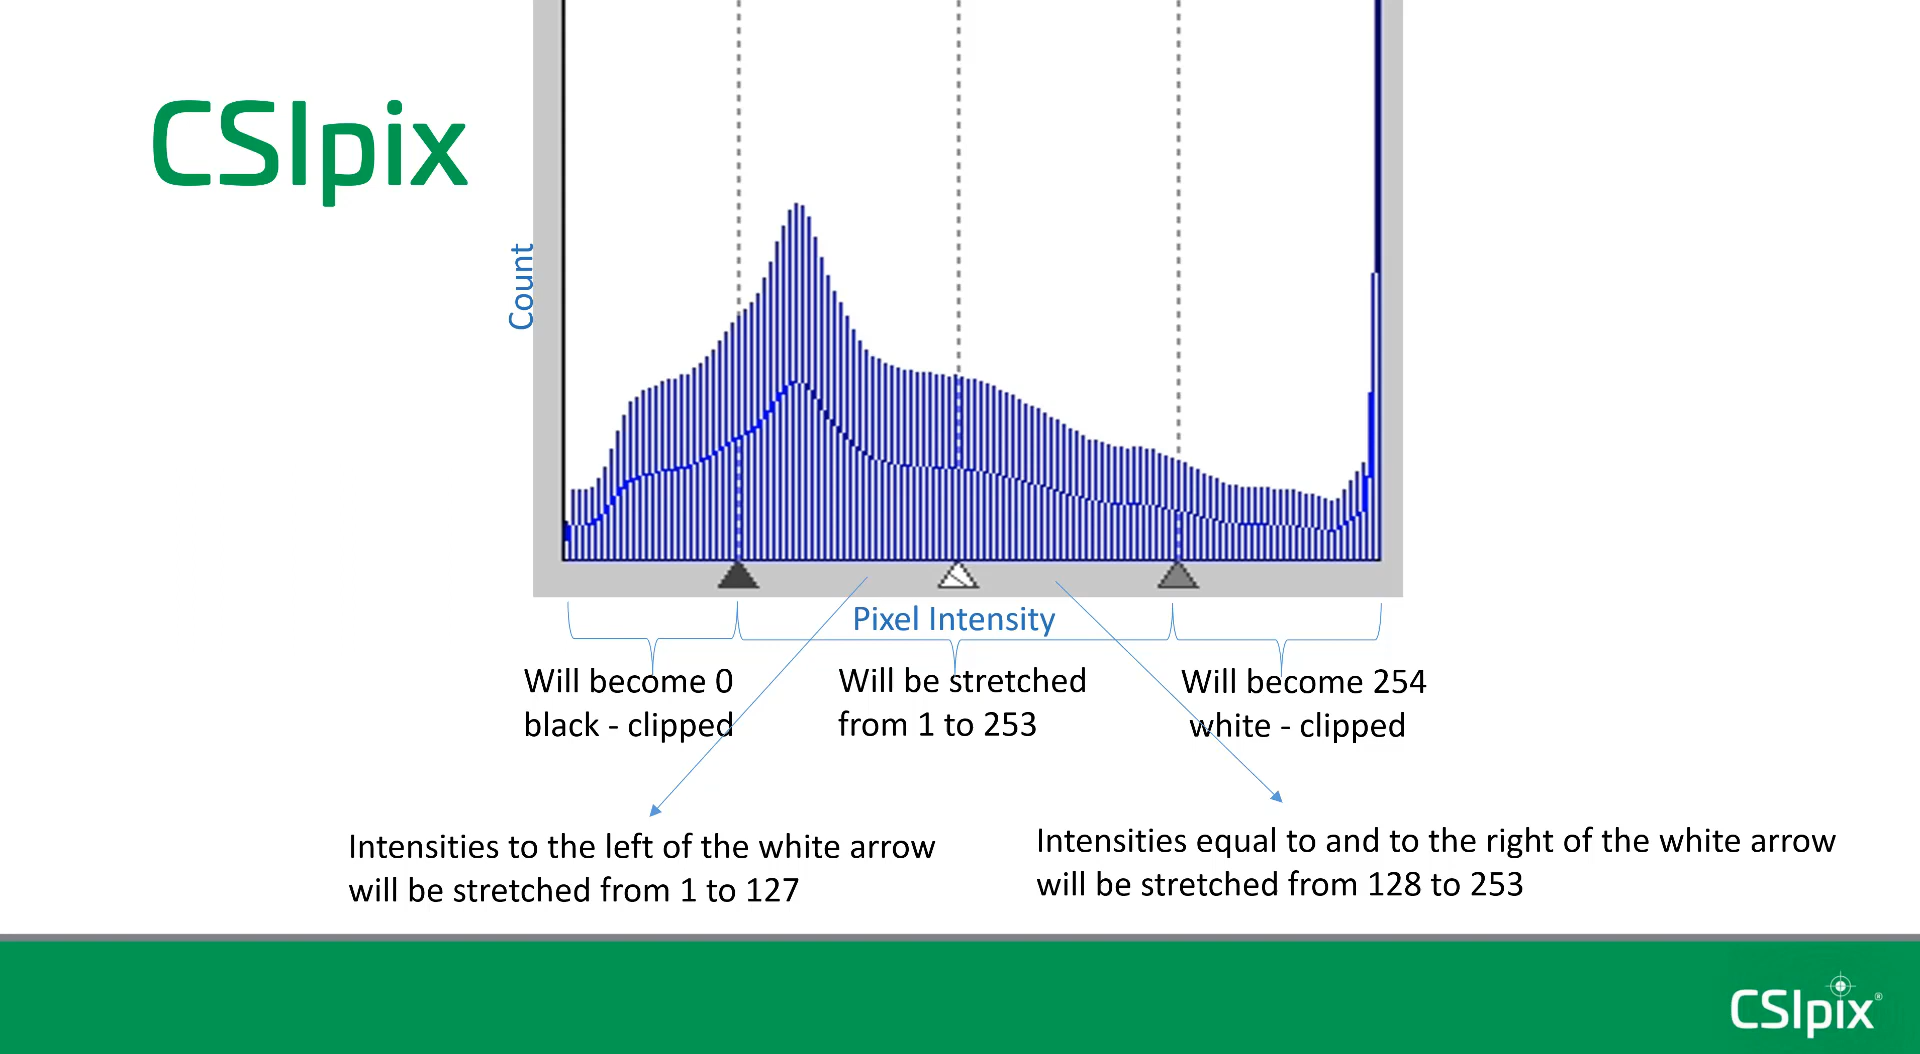 CSIpix
Count
Pixel Intensity
Will become 0
black - clipped
Will be stretched
from 1 to 253
Will become 254
white - clipped
Intensities to the left of the white arrow
will be stretched from 1 to 127
Intensities equal to and to the right of the white arrow
will be stretched from 128 to 253
CSIpix®